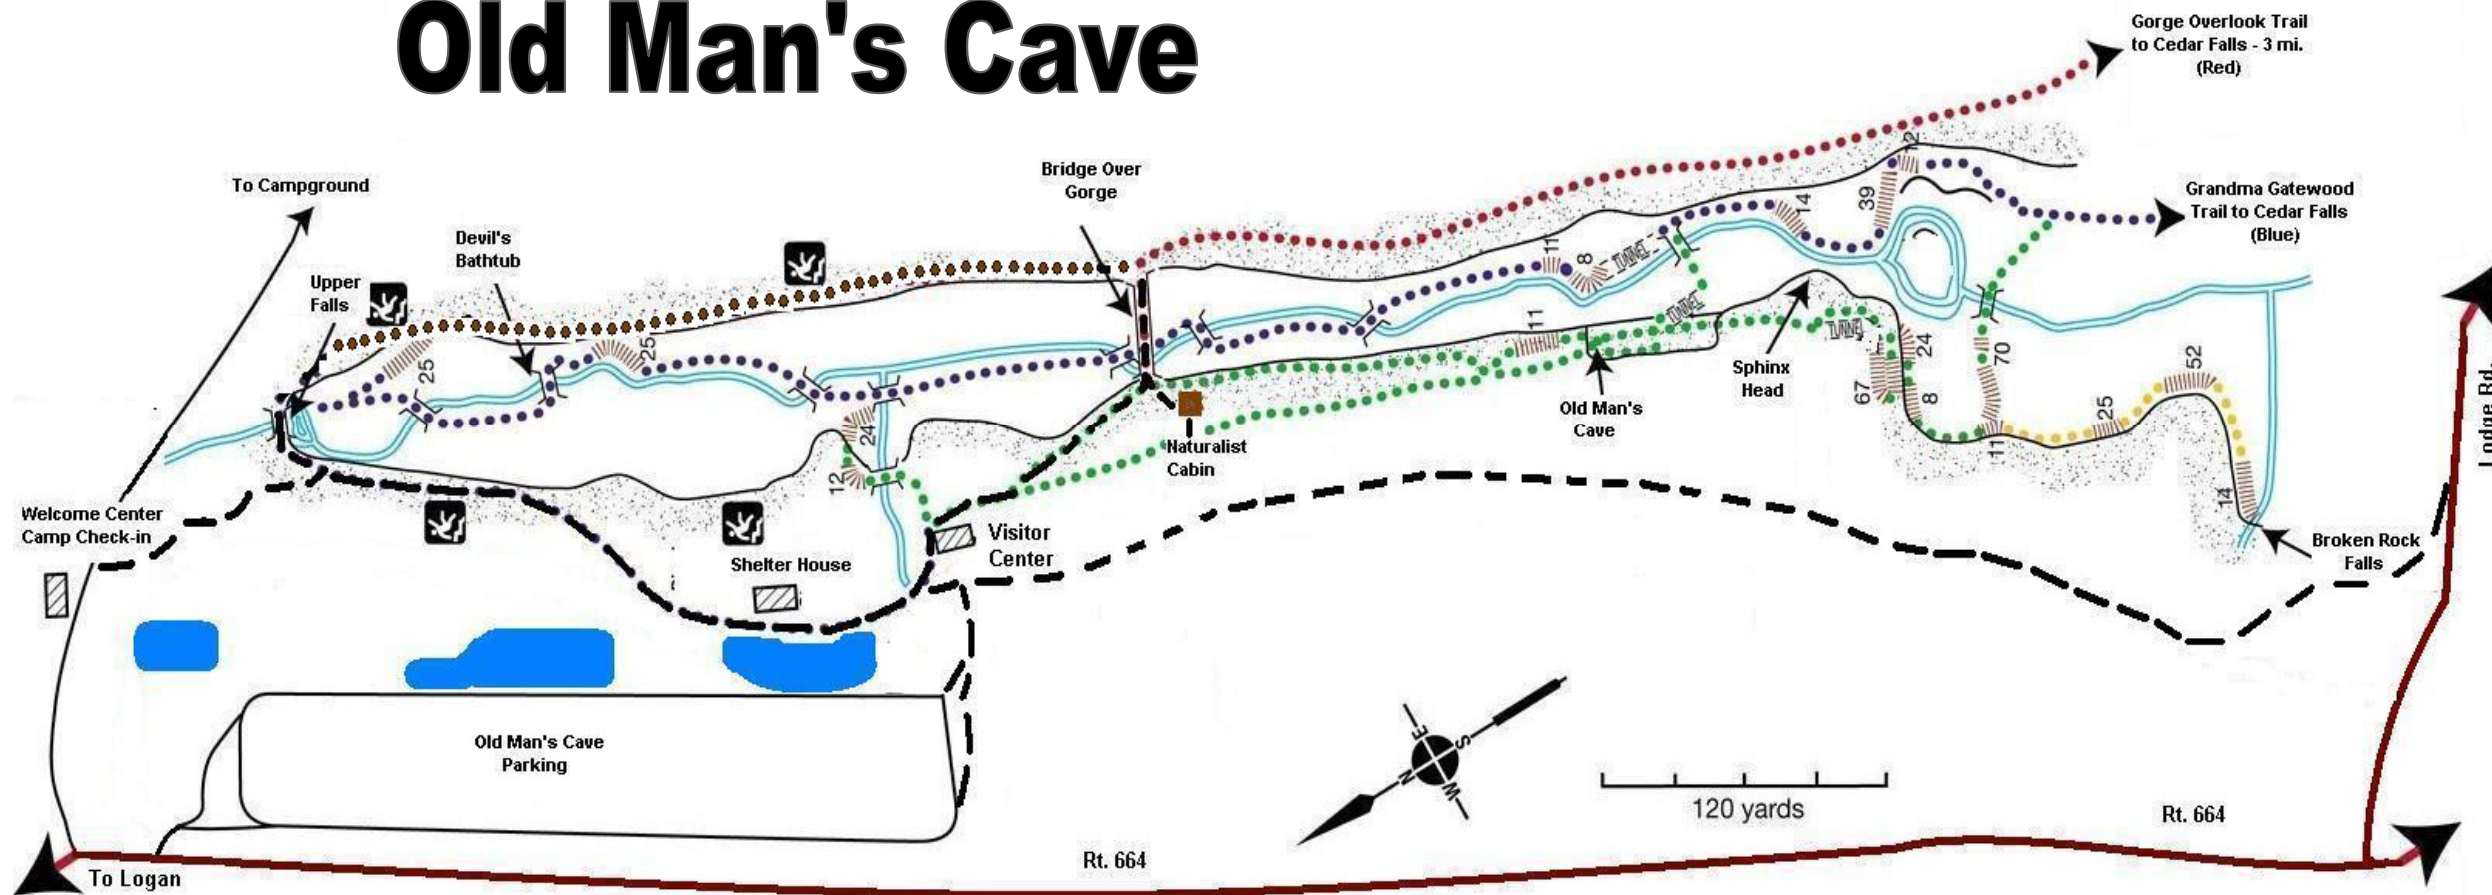 Old Man's Cave
Gorge Overlook Trail
to Cedar Falls - 3 mi.
(Red)
To Campground
Bridge Over
Gorge
Devil's
Bathtub
Upper
Falls
Grandma Gatewood
Trail to Cedar Falls
(Blue)
12
39
14
11
8
TUNNEL
25
25
TUNNEL
11
TUNNEL
24
70
52
67
8
25
11
14
Sphinx
Head
Old Man's
Cave
24
12
Naturalist
Cabin
Lodge Rd.
Welcome Center
Camp Check-in
Visitor
Center
Shelter House
Broken Rock
Falls
Old Man's Cave
Parking
E
S
N
W
120 yards
Rt. 664
Rt. 664
To Logan